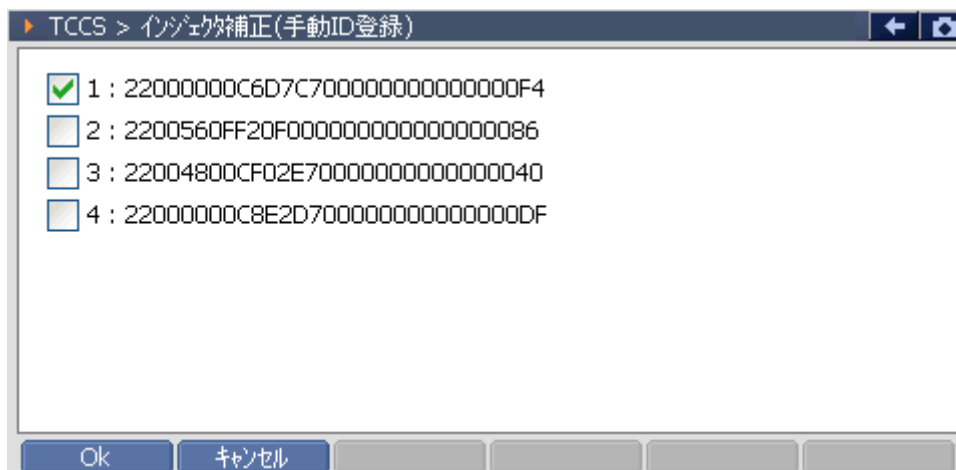 TCCS > インジェクタ補正(手動ID登録)
1 : 22000000C6D7C700000000000000F4
2 : 2200560FF20F000000000000000086
3 : 22004800CF02E70000000000000040
4 : 22000000C8E2D700000000000000DF
Ok キャンセル